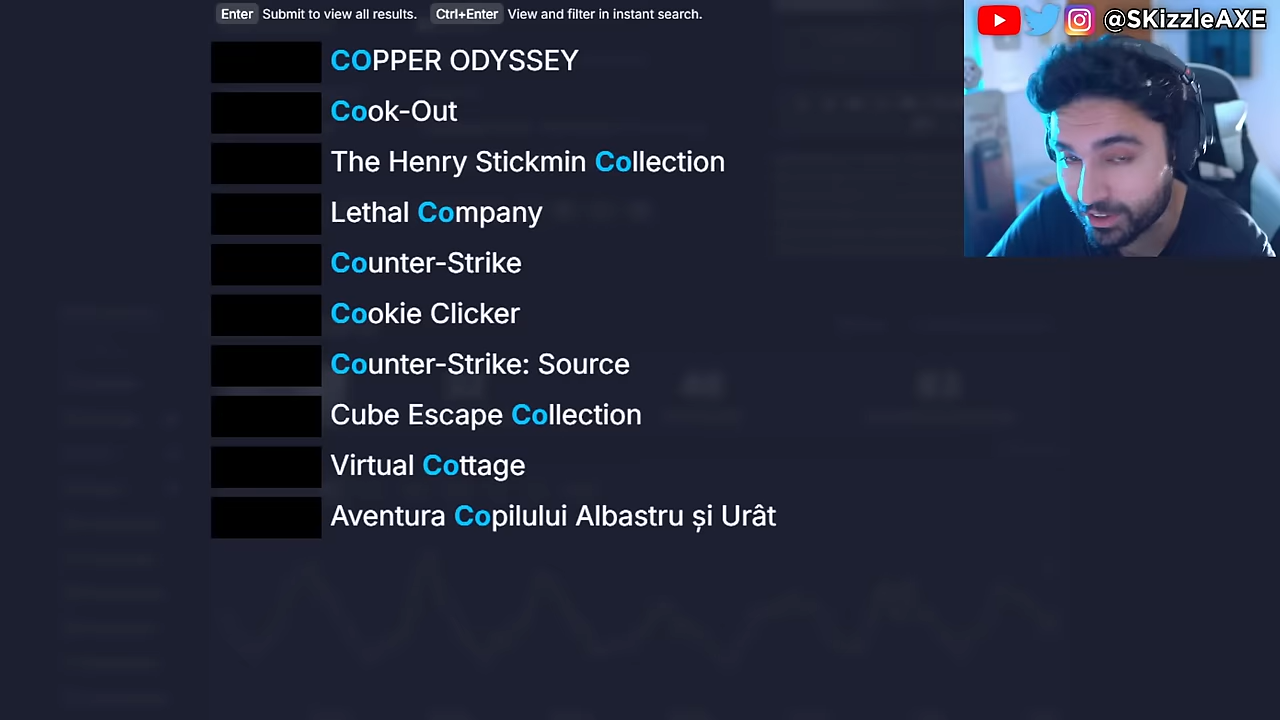 Enter Submit to view all results. Ctrl+Enter View and filter in instant search.
@SKizzleAXE
COPPER ODYSSEY
Cook-Out
The Henry Stickmin Collection
Lethal Company
Counter-Strike
Cookie Clicker
Counter-Strike: Source
Cube Escape Collection
Virtual Cottage
Aventura Copilului Albastru și Urât